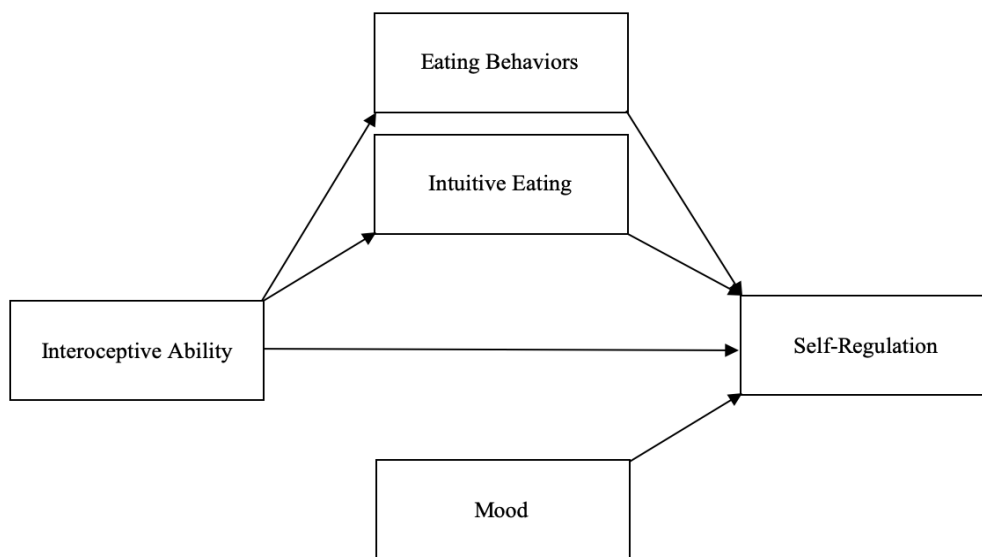 Eating Behaviors
Intuitive Eating
Interoceptive Ability
Self-Regulation
Mood